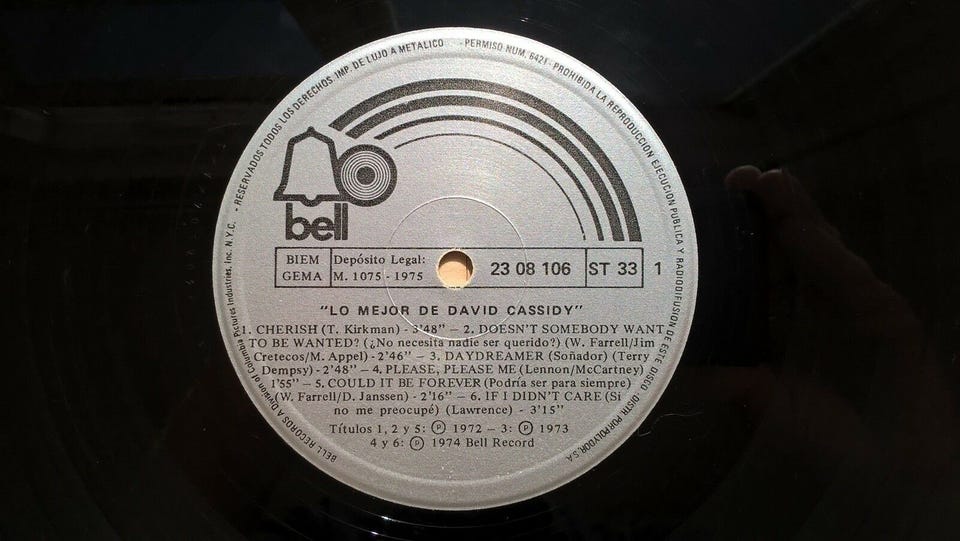 • RESERVADOS TODOS LOS DERECHOS. IMP. DE LUJO A METALICO - PERMISO NUM. 6421 - PROHIBIDA LA REPRODUCCION EJECUCION PUBLICA Y RADIODIFUSION DE ESTE DISCO - DISTR. POR POLYDOR, S.A.
bell
BIEM
GEMA
Depósito Legal:
M. 1075 - 1975
23 08 106
ST 33
1
"LO MEJOR DE DAVID CASSIDY"
1. CHERISH (T. Kirkman) - 3'48" – 2. DOESN'T SOMEBODY WANT
TO BE WANTED? (¿No necesita nadie ser querido?) (W. Farrell/Jim
Cretecos/M. Appel) - 2'46" – 3. DAYDREAMER (Soñador) (Terry
Dempsy) - 2'48" – 4. PLEASE, PLEASE ME (Lennon/McCartney)
1'55" – 5. COULD IT BE FOREVER (Podría ser para siempre)
(W. Farrell/D. Janssen) - 2'16" – 6. IF I DIDN'T CARE (Si
no me preocupé) (Lawrence) - 3'15"
Títulos 1, 2 y 5: Ⓟ 1972 – 3: Ⓟ 1973
4 y 6: Ⓟ 1974 Bell Record
BELL RECORDS A Division of Columbia Pictures Industries, Inc. N.Y.C.